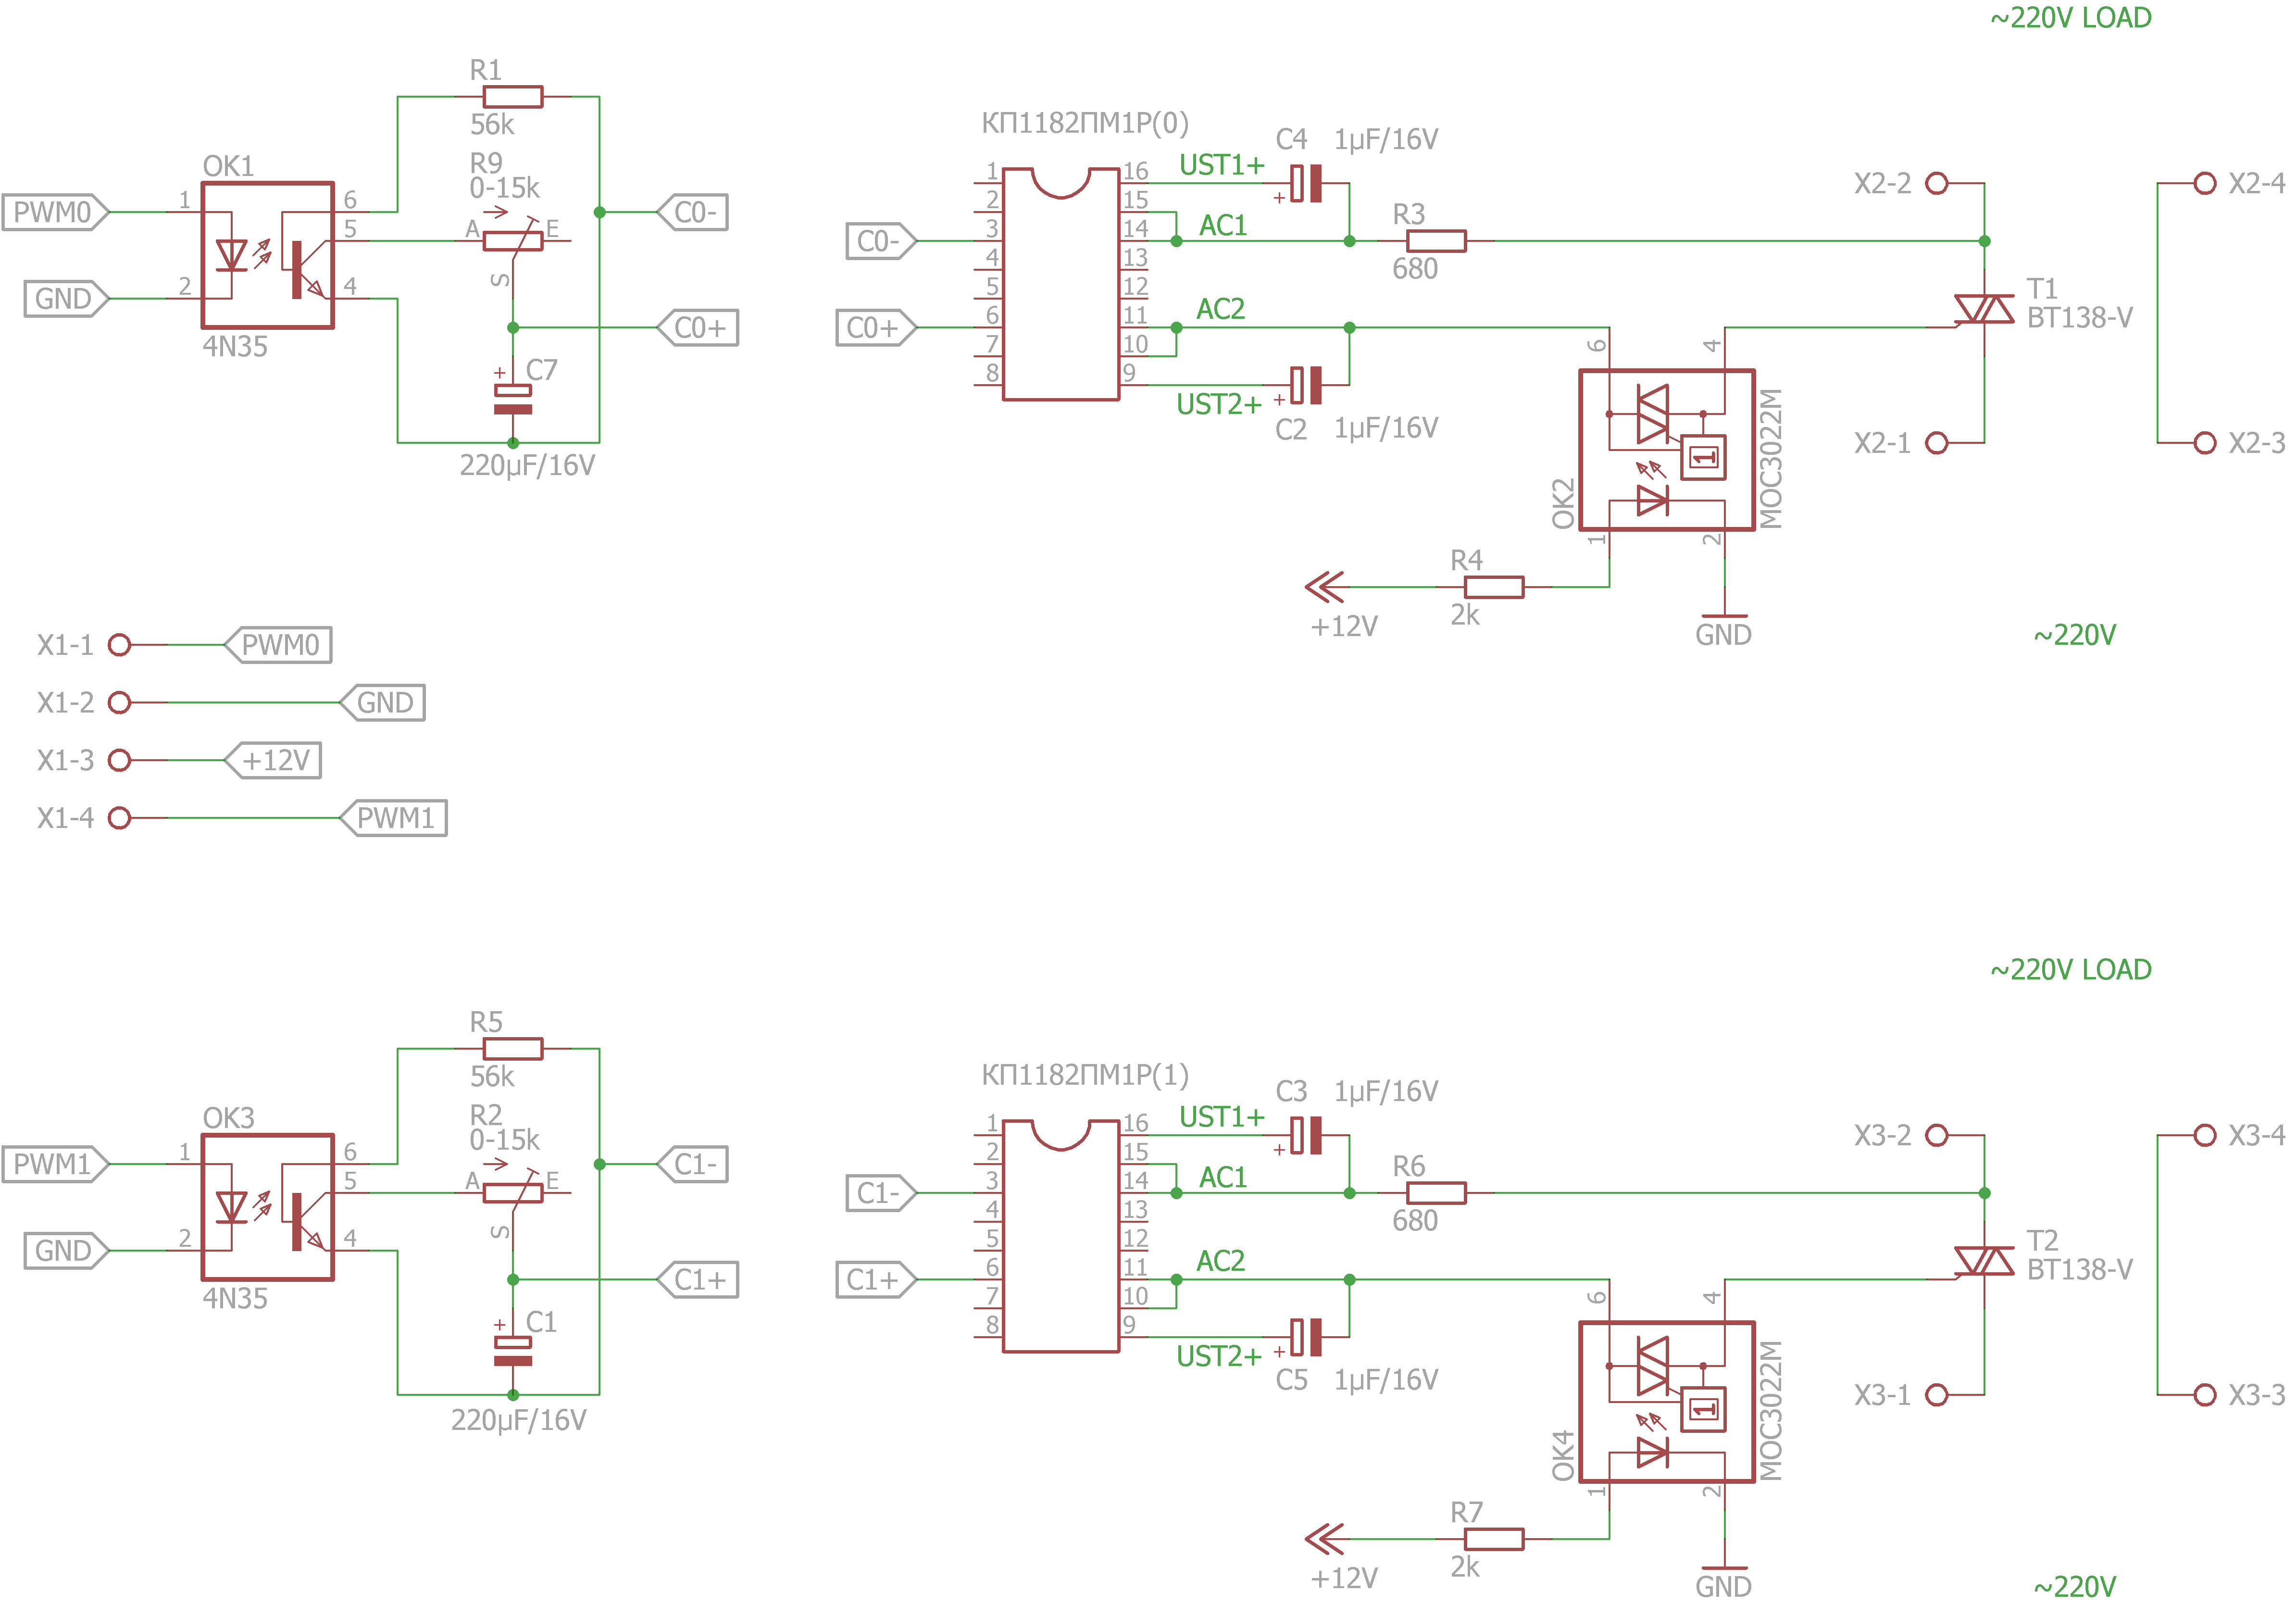 ~220V LOAD
R1
56k
R9
0-15k
A
E
S
OK1
PWM0
1
6
5
GND
2
4
4N35
C0-
C0+
+
C7
220µF/16V
КП1182ПМ1Р(0)
1
2
3
4
5
6
7
8
16
15
14
13
12
11
10
9
C0-
C0+
UST1+
C4
1µF/16V
+
AC1
R3
680
AC2
UST2+
+
C2
1µF/16V
6
4
1
OK2
MOC3022M
1
2
R4
2k
+12V
GND
X2-2
X2-4
T1
BT138-V
X2-1
X2-3
~220V
X1-1
PWM0
X1-2
GND
X1-3
+12V
X1-4
PWM1
~220V LOAD
R5
56k
R2
0-15k
A
E
S
OK3
PWM1
1
6
5
GND
2
4
4N35
C1-
C1+
+
C1
220µF/16V
КП1182ПМ1Р(1)
1
2
3
4
5
6
7
8
16
15
14
13
12
11
10
9
C1-
C1+
UST1+
C3
1µF/16V
+
AC1
R6
680
AC2
UST2+
+
C5
1µF/16V
6
4
1
OK4
MOC3022M
1
2
R7
2k
+12V
GND
X3-2
X3-4
T2
BT138-V
X3-1
X3-3
~220V